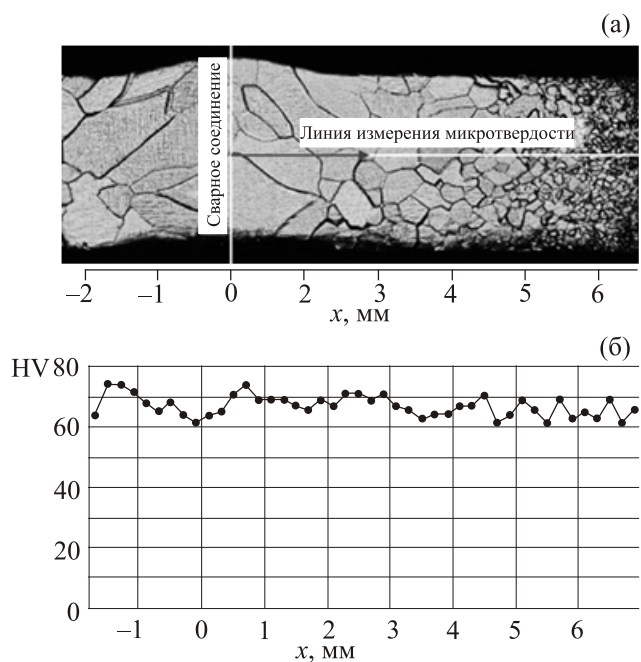 (а)
Сварное соединение
Линия измерения микротвердости
–2 –1 0 1 2 3 4 5 6
x, мм
(б)
HV 80
60
40
20
0
–1 0 1 2 3 4 5 6
x, мм